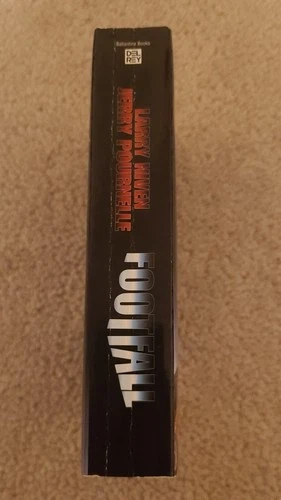 Ballantine Books
DEL
REY
LARRY NIVEN
JERRY POURNELLE
FOOTFALL